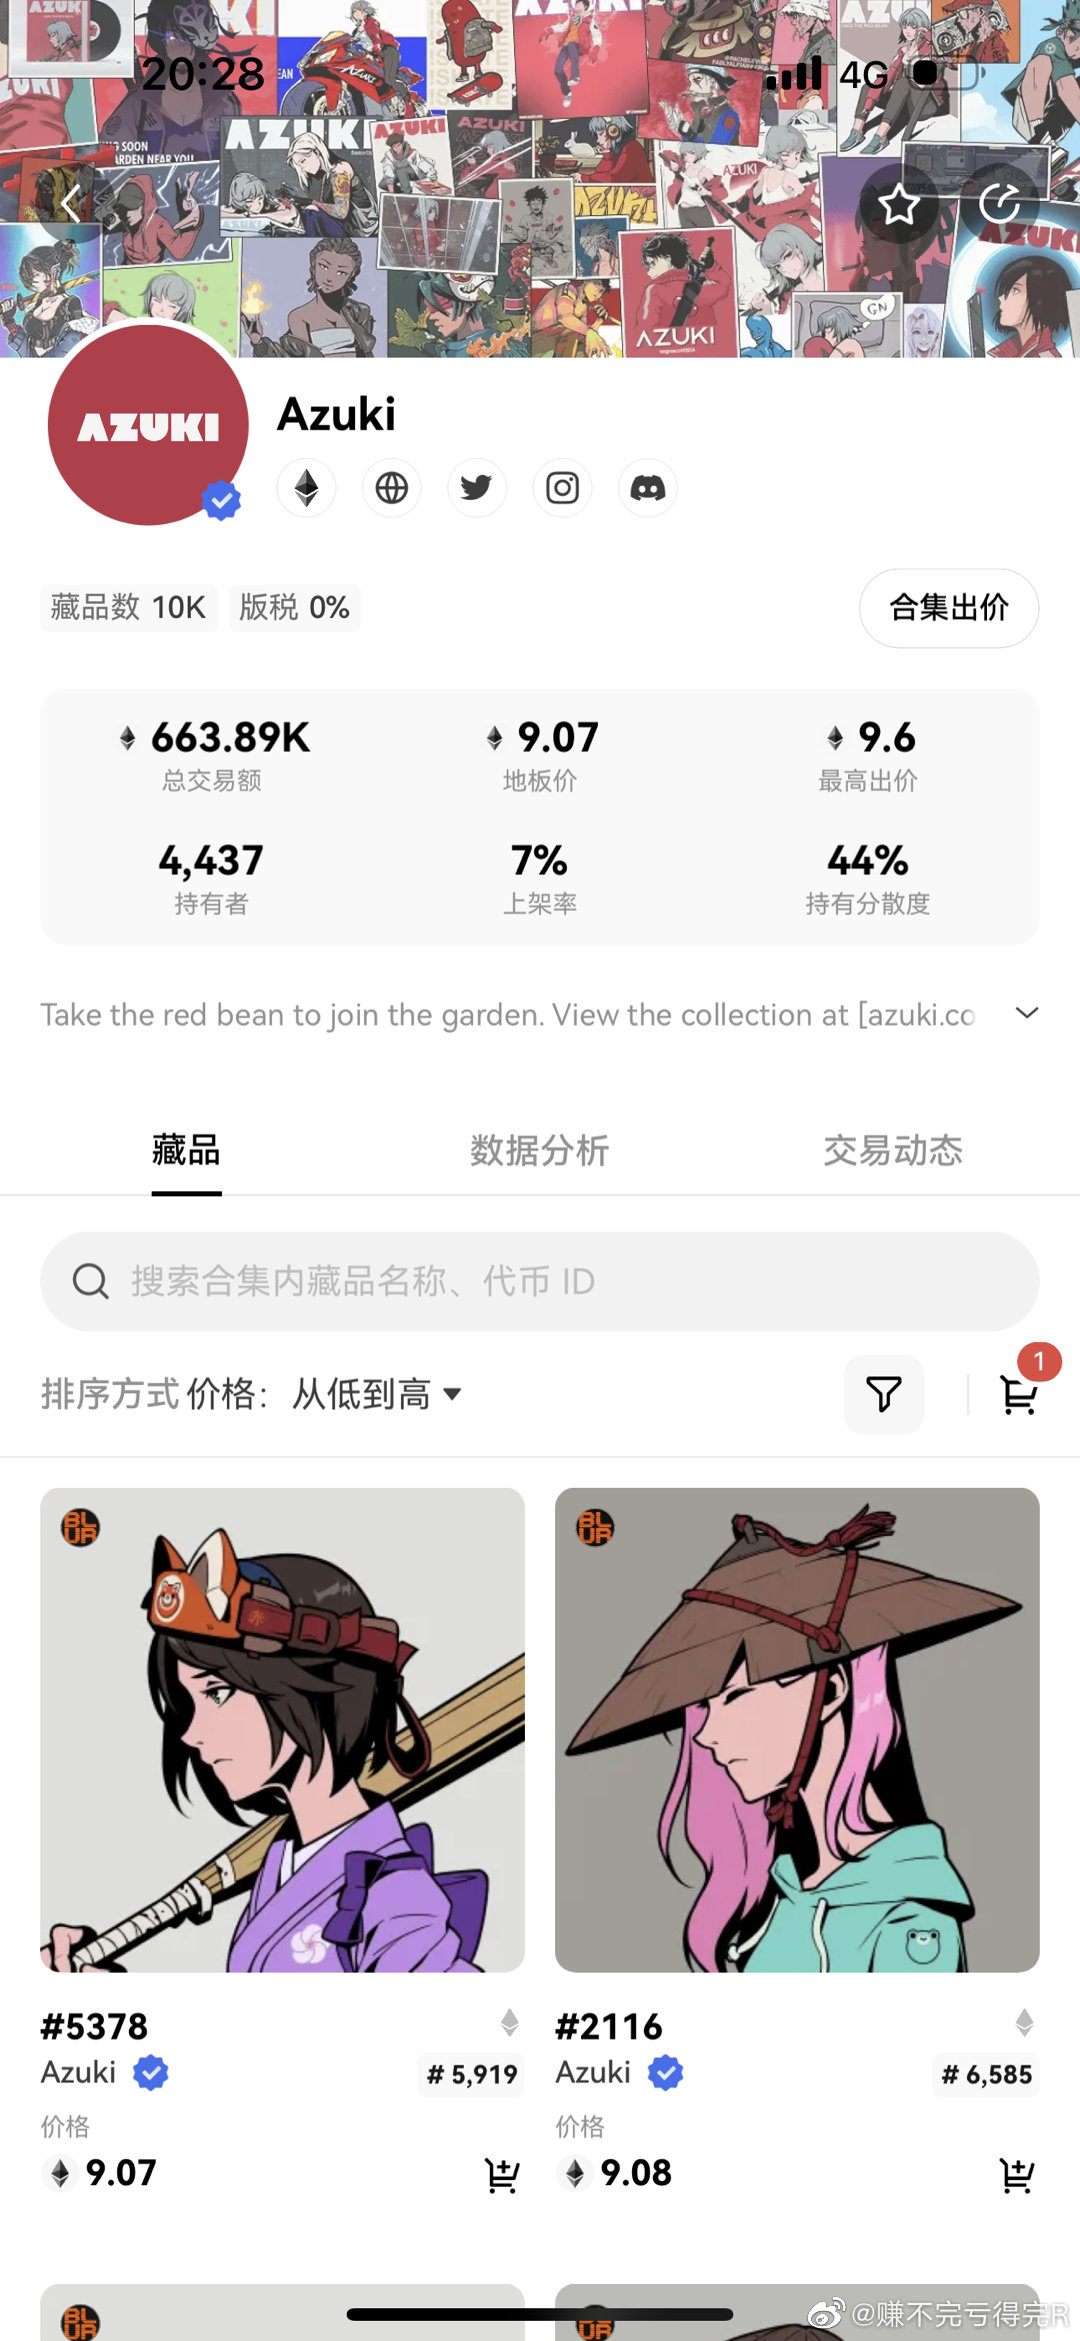 20:28
4G
AZUKI
Azuki
藏品数 10K 版税 0%
合集出价
663.89K 9.07 9.6
总交易额 地板价 最高出价
4,437 7% 44%
持有者 上架率 持有分散度
Take the red bean to join the garden. View the collection at [azuki.co
藏品 数据分析 交易动态
搜索合集内藏品名称、代币 ID
排序方式 价格: 从低到高
1
BLUR BLUR
#5378 #2116
Azuki # 5,919 Azuki # 6,585
价格 价格
9.07 9.08
@赚不完亏得完R